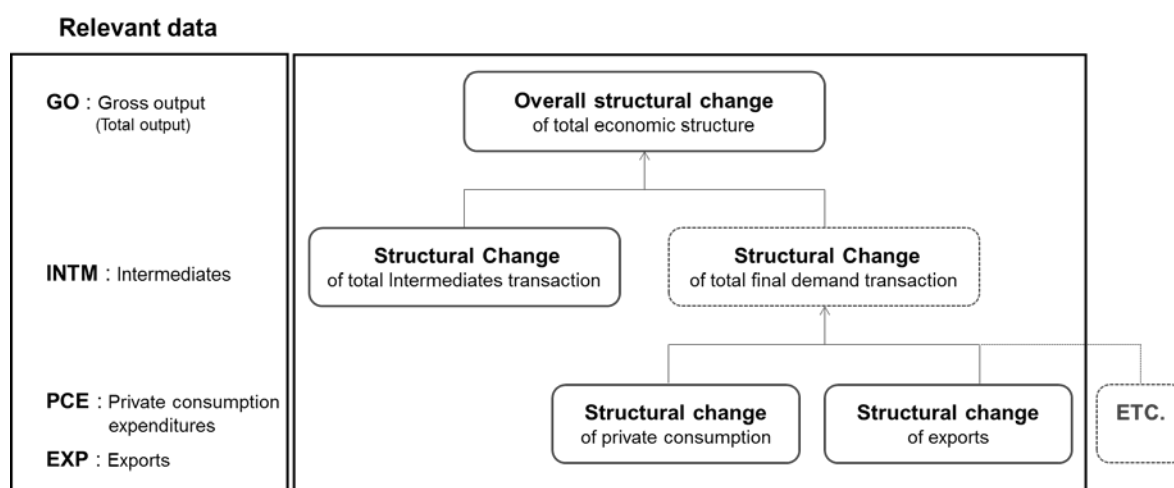 Relevant data
GO : Gross output
(Total output)
Overall structural change
of total economic structure
INTM : Intermediates
Structural Change
of total Intermediates transaction
Structural Change
of total final demand transaction
PCE : Private consumption
expenditures
EXP : Exports
Structural change
of private consumption
Structural change
of exports
ETC.